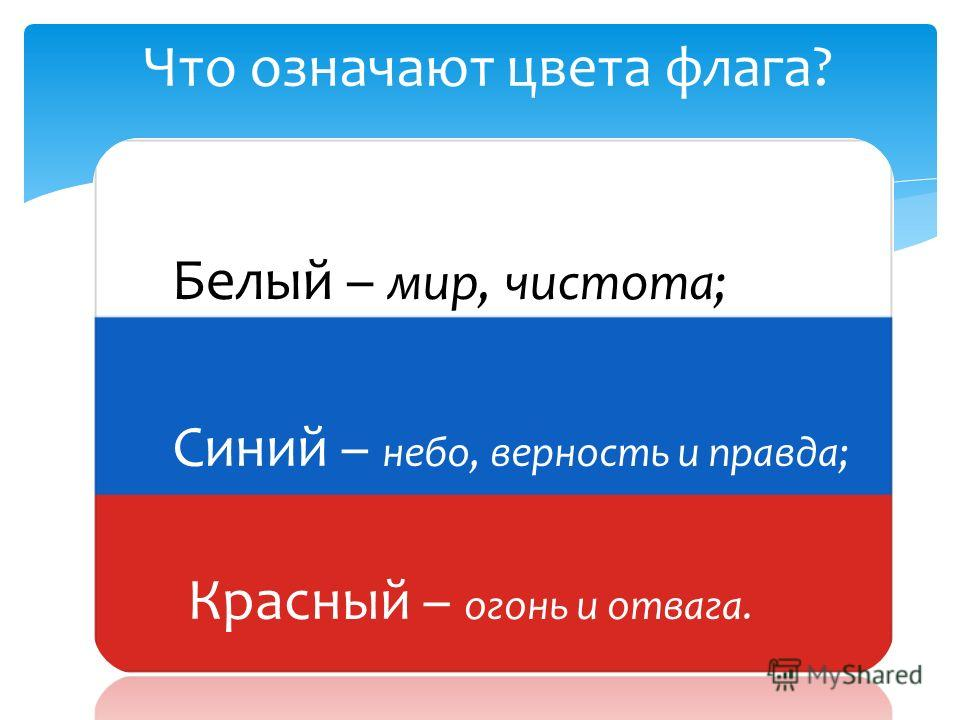 Что означают цвета флага?
Белый – мир, чистота;
Синий – небо, верность и правда;
Красный – огонь и отвага.
MyShared